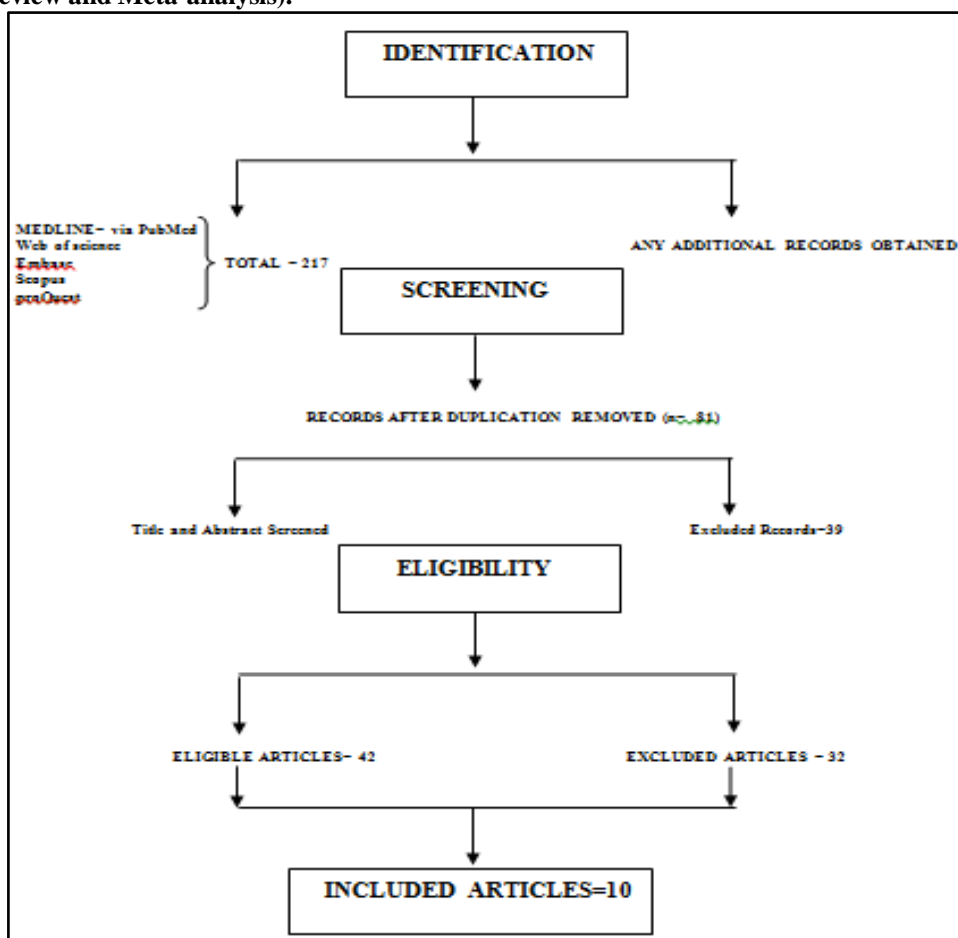 eview and Meta-analysis).
IDENTIFICATION
MEDLINE- via PubMed
Web of science
Embase
Scopus
proQuest
TOTAL - 217
ANY ADDITIONAL RECORDS OBTAINED
SCREENING
RECORDS AFTER DUPLICATION REMOVED (n= 81)
Title and Abstract Screened
Excluded Records-39
ELIGIBILITY
ELIGIBLE ARTICLES- 42
EXCLUDED ARTICLES - 32
INCLUDED ARTICLES=10